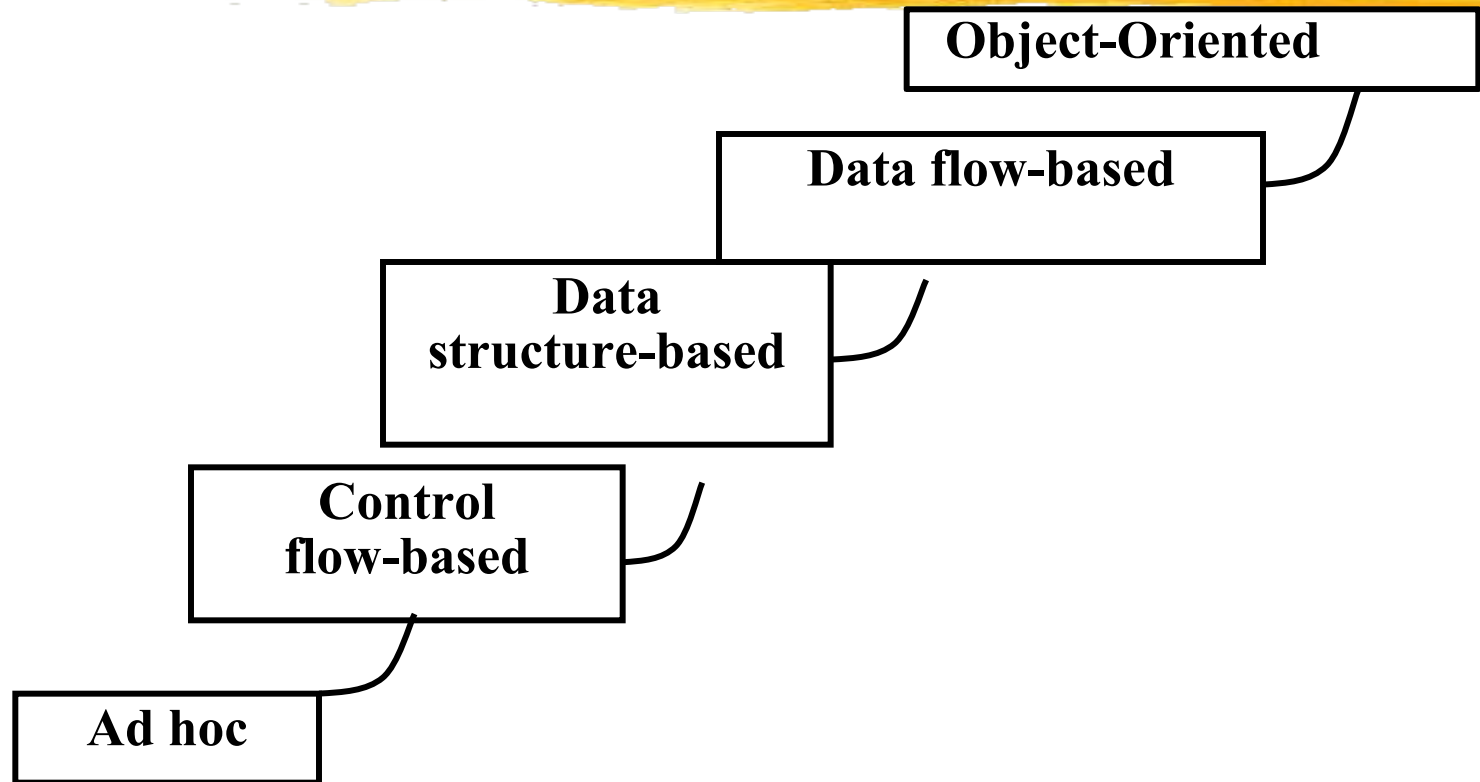 Object-Oriented
Data flow-based
Data
structure-based
Control
flow-based
Ad hoc